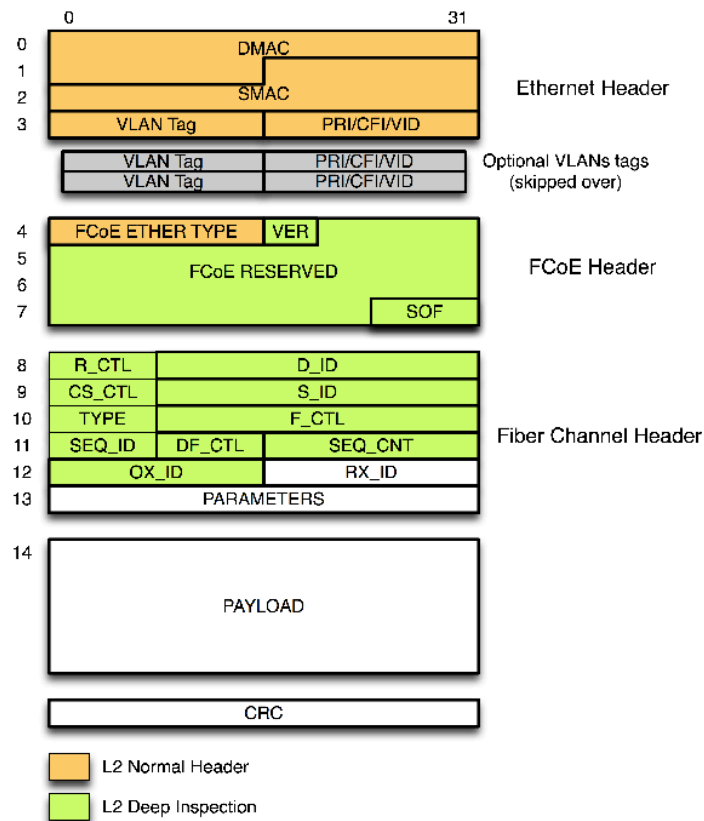 0 31
0 DMAC
1
2 SMAC
Ethernet Header
3 VLAN Tag PRI/CFI/VID
VLAN Tag PRI/CFI/VID
VLAN Tag PRI/CFI/VID
Optional VLANs tags
(skipped over)
4 FCoE ETHER TYPE VER
5
FCoE RESERVED
6
FCoE Header
7 SOF
8 R_CTL D_ID
9 CS_CTL S_ID
10 TYPE F_CTL
11 SEQ_ID DF_CTL SEQ_CNT
Fiber Channel Header
12 OX_ID RX_ID
13 PARAMETERS
14
PAYLOAD
CRC
L2 Normal Header
L2 Deep Inspection